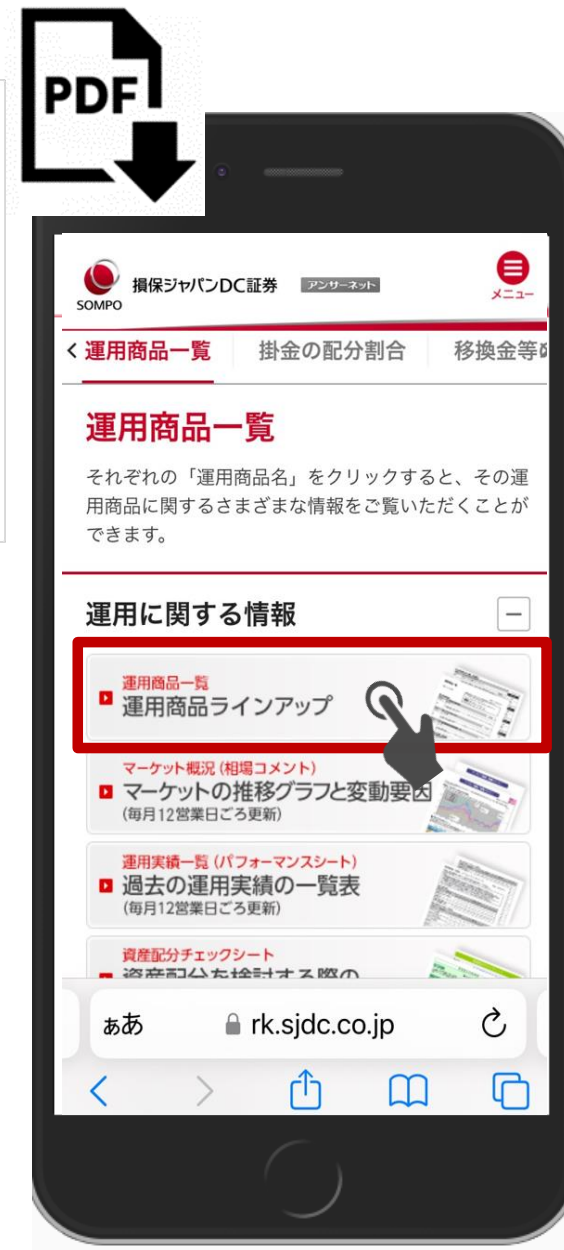 PDF
SOMPO
損保ジャパンDC証券 アンサーネット
メニュー
運用商品一覧 掛金の配分割合 移換金等
運用商品一覧
それぞれの「運用商品名」をクリックすると、その運
用商品に関するさまざまな情報をご覧いただくことが
できます。
運用に関する情報
運用商品一覧
運用商品ラインアップ
マーケット概況(相場コメント)
マーケットの推移グラフと変動要因
(毎月12営業日ごろ更新)
運用実績一覧(パフォーマンスシート)
過去の運用実績の一覧表
(毎月12営業日ごろ更新)
資産配分チェックシート
資産配分を検討する際の
ぁあ rk.sjdc.co.jp